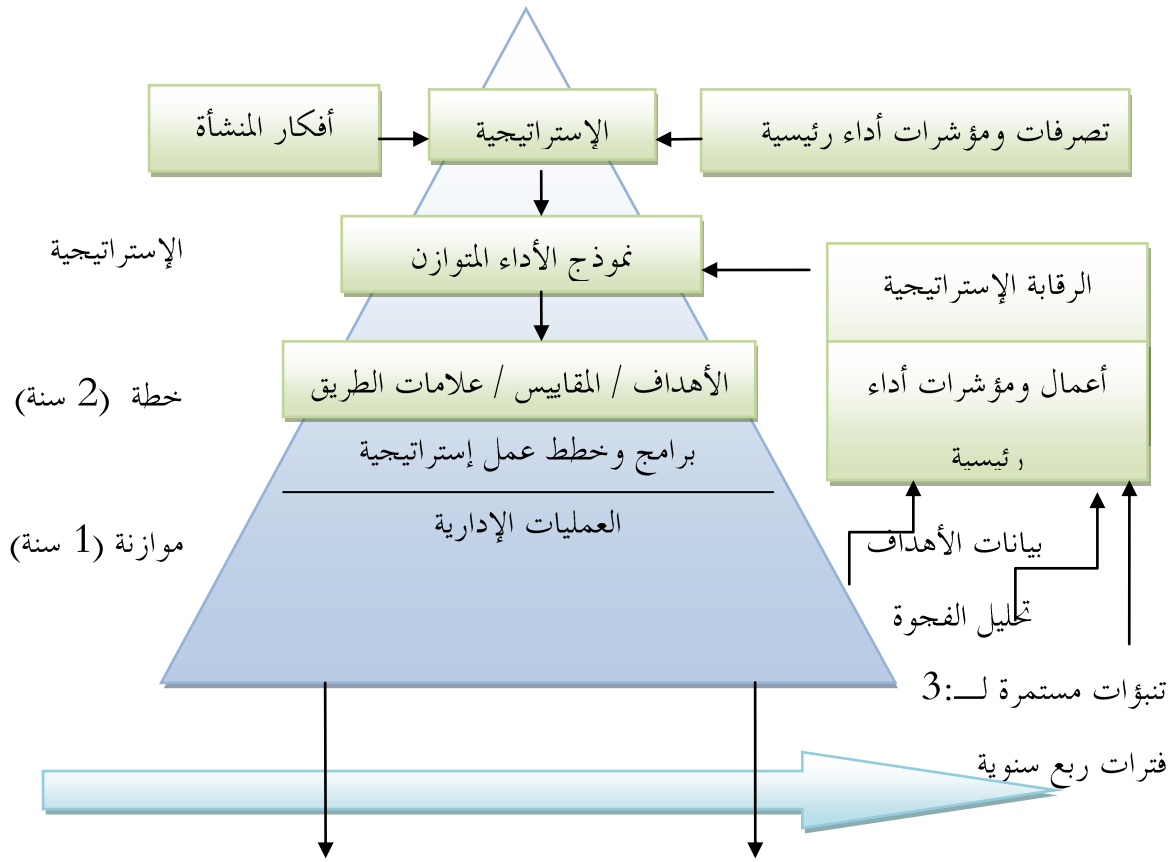 تصرفات ومؤشرات أداء رئيسية
الإستراتيجية
أفكار المنشأة
نموذج الأداء المتوازن
الإستراتيجية
الرقابة الإستراتيجية
أعمال ومؤشرات أداء
رئيسية
الأهداف / المقاييس / علامات الطريق
خطة (2 سنة)
برامج وخطط عمل إستراتيجية
العمليات الإدارية
موازنة (1 سنة)
بيانات الأهداف
تحليل الفجوة
تنبؤات مستمرة لــ:3
فترات ربع سنوية